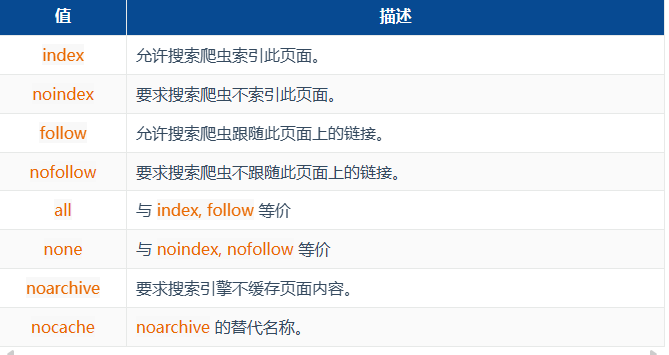 值 描述
index 允许搜索爬虫索引此页面。
noindex 要求搜索爬虫不索引此页面。
follow 允许搜索爬虫跟随此页面上的链接。
nofollow 要求搜索爬虫不跟随此页面上的链接。
all 与 index, follow 等价
none 与 noindex, nofollow 等价
noarchive 要求搜索引擎不缓存页面内容。
nocache noarchive 的替代名称。